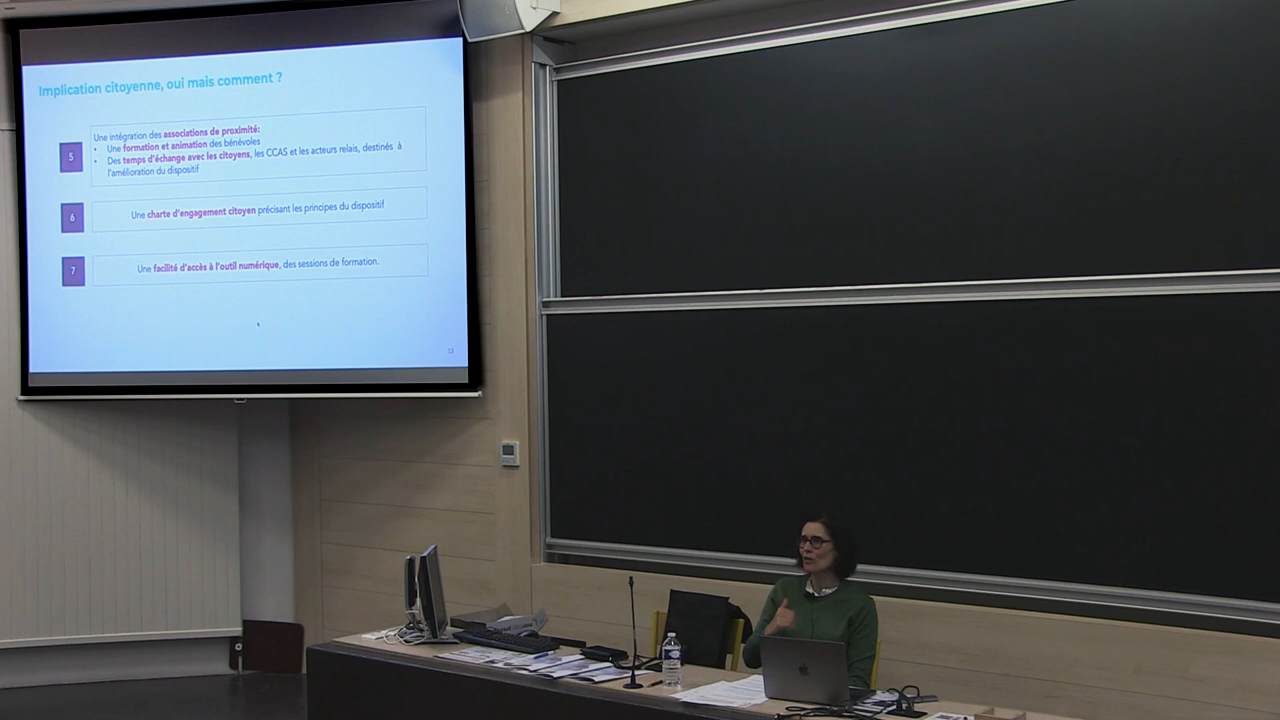 Implication citoyenne, oui mais comment ?
5
Une intégration des associations de proximité:
• Une formation et animation des bénévoles
• Des temps d'échange avec les citoyens, les CCAS et les acteurs relais, destinés à
l'amélioration du dispositif
6
Une charte d'engagement citoyen précisant les principes du dispositif
7
Une facilité d'accès à l'outil numérique, des sessions de formation.
13